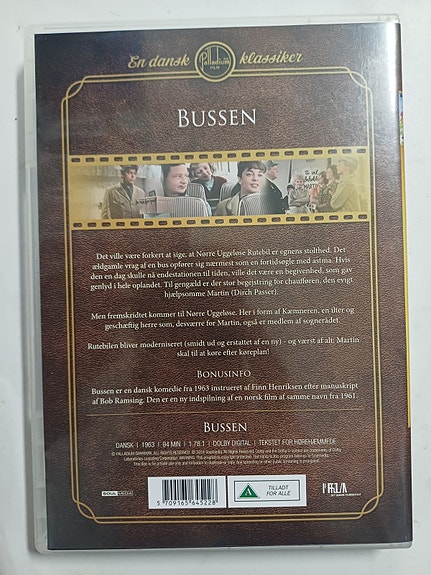 En dansk Palladium FILM klassiker
BUSSEN
Det ville være forkert at sige, at Nørre Uggeløse Rutebil er egnens stolthed. Det
ældgamle vrag af en bus opfører sig nærmest som en fortidsøgle med astma. Hvis
den en dag skulle nå endestationen til tiden, ville det være en begivenhed, som gav
genlyd i hele oplandet. Til gengæld er der stor begejstring for chaufføren, den evigt
hjælpsomme Martin (Dirch Passer).
Men fremskridtet kommer til Nørre Uggeløse. Her i form af Kæmneren, en ilter og
geschæftig herre som, desværre for Martin, også er medlem af sognerådet.
Rutebilen bliver moderniseret (smidt ud og erstattet af en ny) - og værst af alt: Martin
skal til at køre efter køreplan!
BONUSINFO
Bussen er en dansk komedie fra 1963 instrueret af Finn Henriksen efter manuskript
af Bob Ramsing. Den er en ny indspilning af en norsk film af samme navn fra 1961.
BUSSEN
DANSK | 1963 | 94 MIN | 1.78.1 | DOLBY DIGITAL | TEKSTET FOR HØREHÆMMEDE
SOUL MEDIA
5 709165 645228
A
TILLADT
FOR ALLE